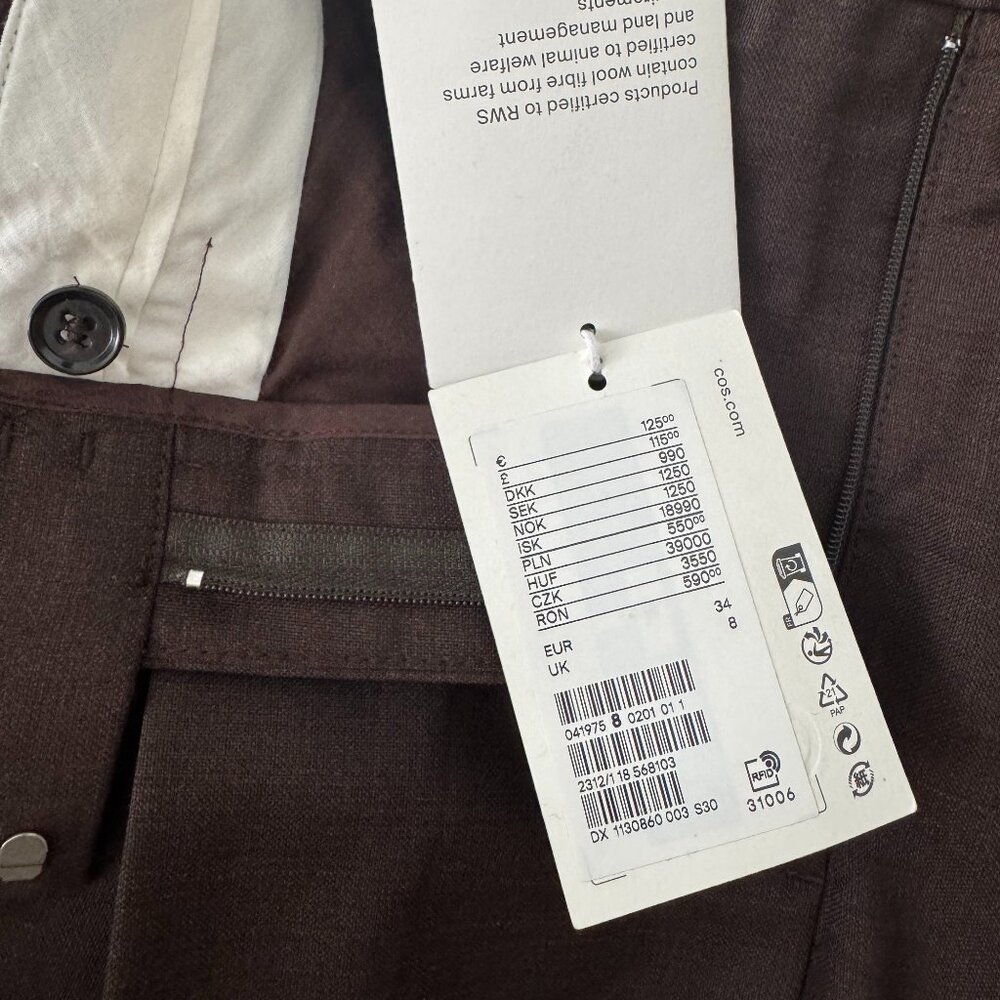 Products certified to RWS
contain wool fibre from farms
certified to animal welfare
and land management
cos.com
€ 125⁰⁰
£ 115⁰⁰
DKK 990
SEK 1250
NOK 1250
ISK 18990
PLN 550⁰⁰
HUF 39000
CZK 3550
RON 590⁰⁰
EUR 34
UK 8
041975 8 0201 01 1
2312/1 18 568103
DX 1130860 003 S30
RFID
31006
FR
21
PAP
紙